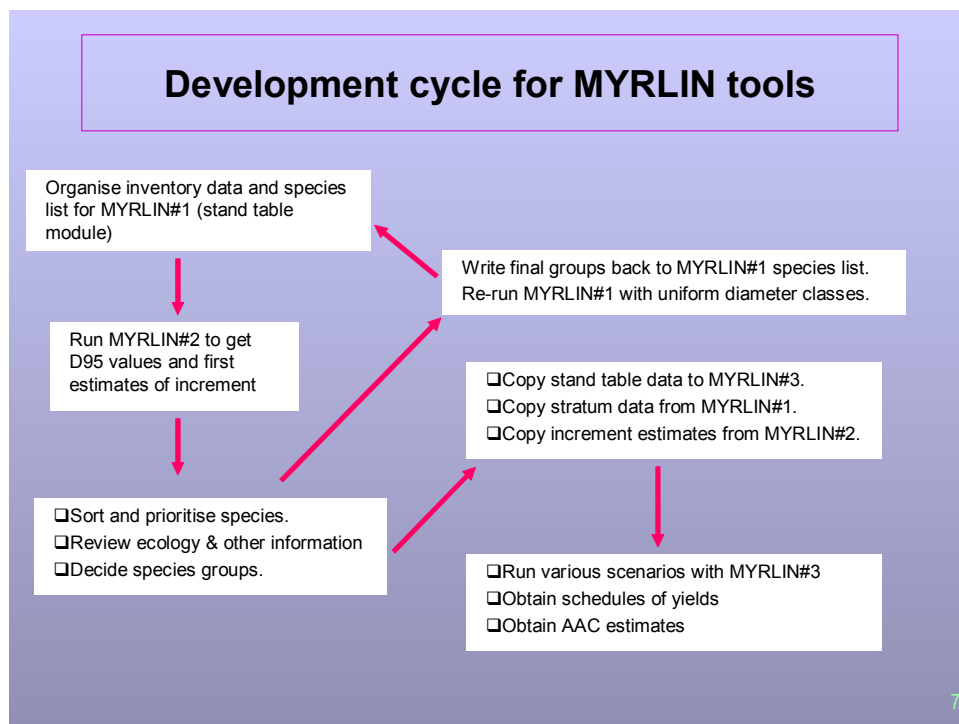 Development cycle for MYRLIN tools
Organise inventory data and species
list for MYRLIN#1 (stand table
module)
Write final groups back to MYRLIN#1 species list.
Re-run MYRLIN#1 with uniform diameter classes.
Run MYRLIN#2 to get
D95 values and first
estimates of increment
❑Copy stand table data to MYRLIN#3.
❑Copy stratum data from MYRLIN#1.
❑Copy increment estimates from MYRLIN#2.
❑Sort and prioritise species.
❑Review ecology & other information
❑Decide species groups.
❑Run various scenarios with MYRLIN#3
❑Obtain schedules of yields
❑Obtain AAC estimates
7